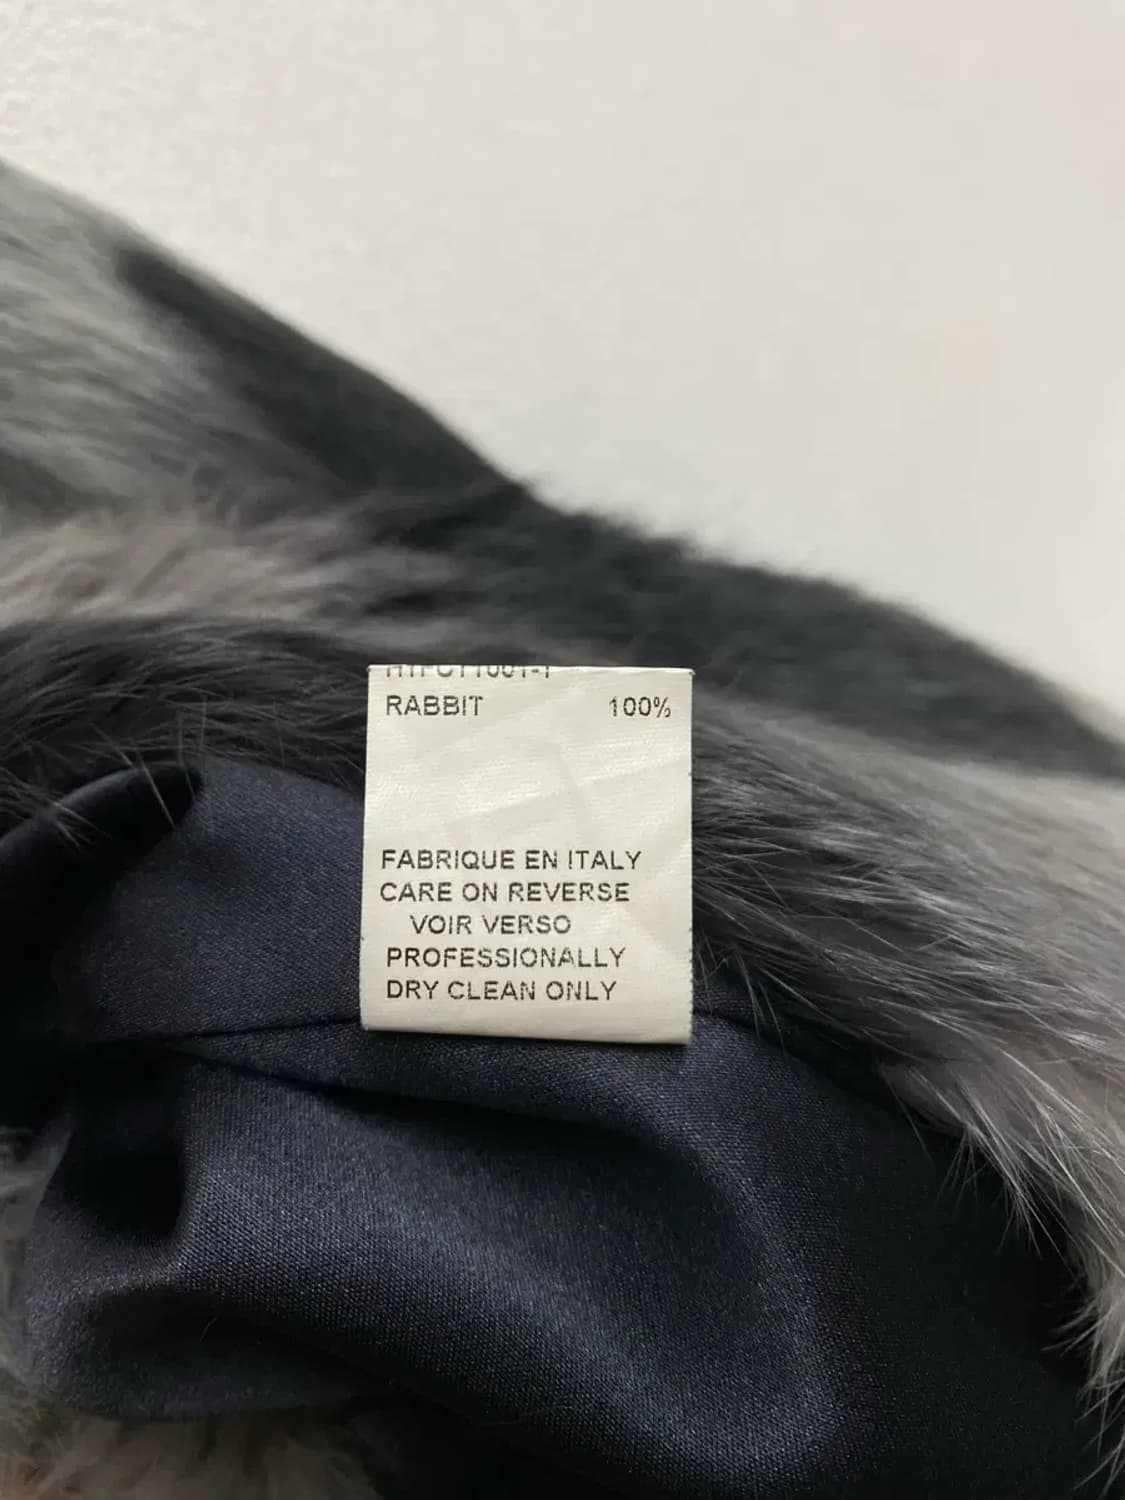 RABBIT 100%
FABRIQUE EN ITALY
CARE ON REVERSE
VOIR VERSO
PROFESSIONALLY
DRY CLEAN ONLY